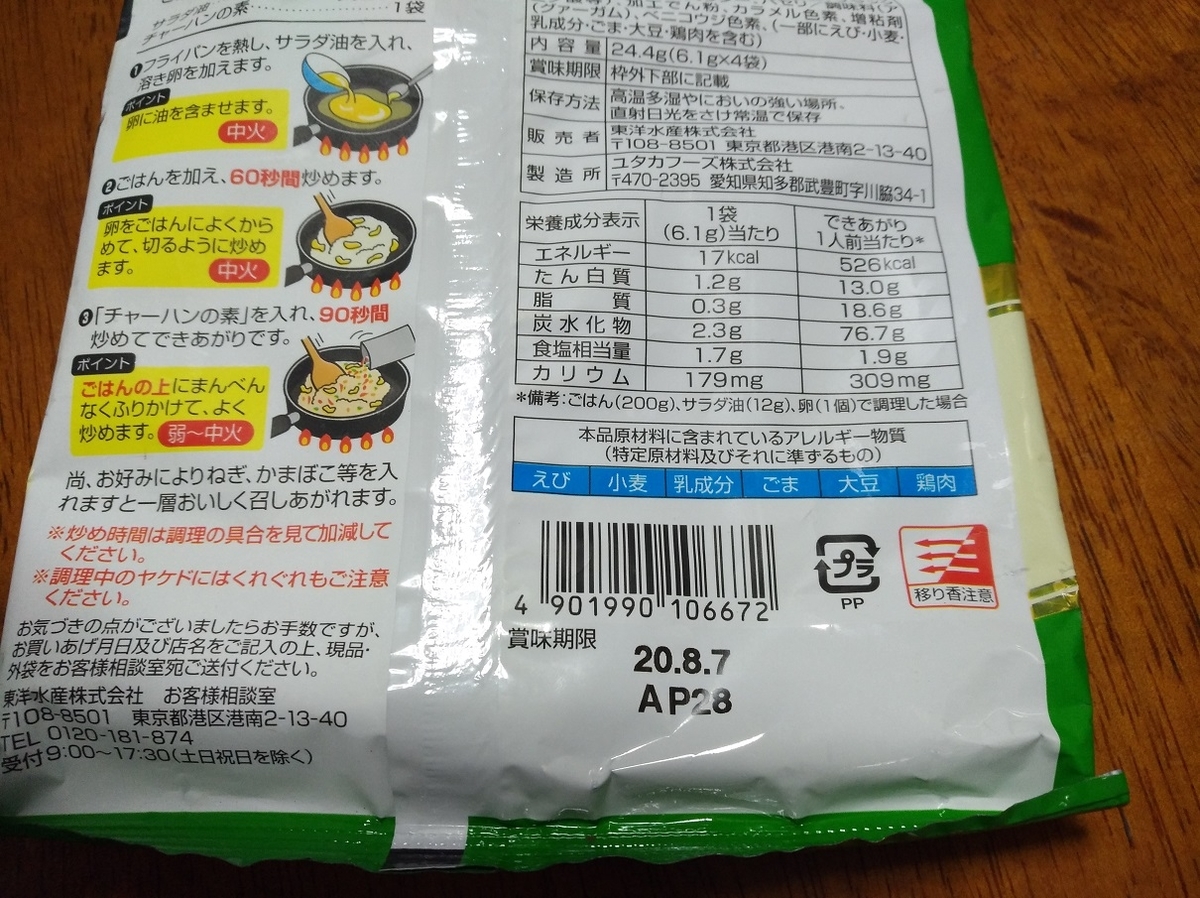 サラダ油
チャーハンの素 1袋
❶フライパンを熱し、サラダ油を入れ、
溶き卵を加えます。
ポイント
卵に油を含ませます。
中火
❷ごはんを加え、60秒間炒めます。
ポイント
卵をごはんによくから
めて、切るように炒め
ます。 中火
❸「チャーハンの素」を入れ、90秒間
炒めてできあがりです。
ポイント
ごはんの上にまんべん
なくふりかけて、よく
炒めます。 弱〜中火
尚、お好みによりねぎ、かまぼこ等を入
れますと一層おいしく召しあがれます。
※炒め時間は調理の具合を見て加減して
ください。
※調理中のヤケドにはくれぐれもご注意
ください。
お気づきの点がございましたらお手数ですが、
お買いあげ月日及び店名をご記入の上、現品・
外袋をお客様相談室宛ご送付ください。
東洋水産株式会社 お客様相談室
〒108-8501 東京都港区港南2-13-40
TEL 0120-181-874
受付9:00〜17:30(土日祝日を除く)
加工でん粉、カラメル色素、増粘剤
(グァーガム)、ベニコウジ色素、(一部にえび・小麦・
乳成分・ごま・大豆・鶏肉を含む)
内容量 24.4g(6.1g×4袋)
賞味期限 枠外下部に記載
保存方法 高温多湿やにおいの強い場所、
直射日光をさけ常温で保存
販売者 東洋水産株式会社
〒108-8501 東京都港区港南2-13-40
製造所 ユタカフーズ株式会社
〒470-2395 愛知県知多郡武豊町字川脇34-1
栄養成分表示 1袋(6.1g)当たり できあがり1人前当たり*
エネルギー 17kcal 526kcal
たん白質 1.2g 13.0g
脂質 0.3g 18.6g
炭水化物 2.3g 76.7g
食塩相当量 1.7g 1.9g
カリウム 179mg 309mg
*備考:ごはん(200g)、サラダ油(12g)、卵(1個)で調理した場合
本品原材料に含まれているアレルギー物質
(特定原材料及びそれに準ずるもの)
えび 小麦 乳成分 ごま 大豆 鶏肉
4 901990 106672
プラ
PP
移り香注意
賞味期限
20.8.7
AP28